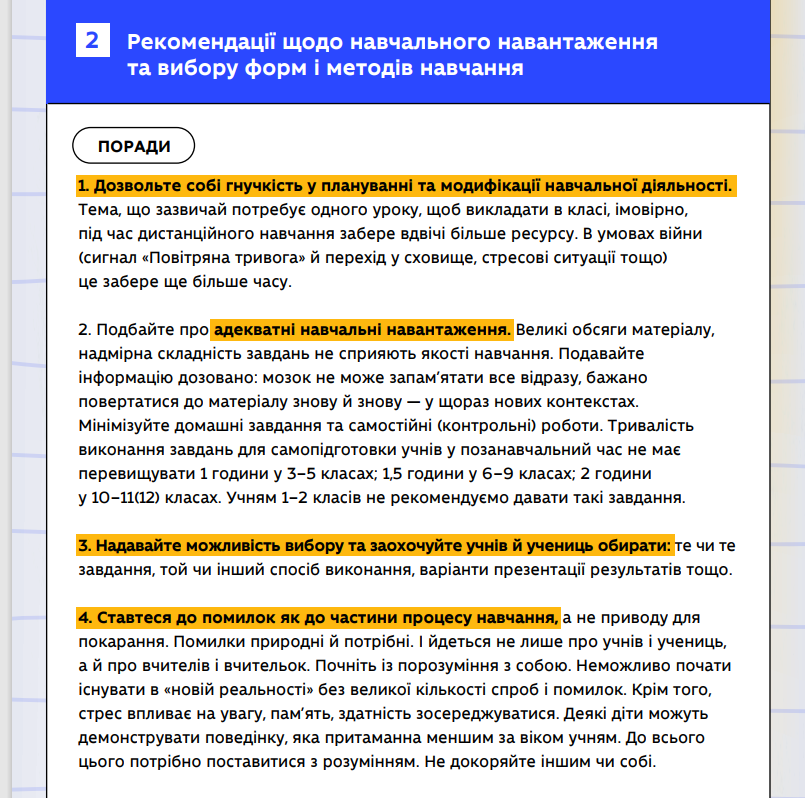 2
Рекомендації щодо навчального навантаження
та вибору форм і методів навчання
ПОРАДИ
1. Дозвольте собі гнучкість у плануванні та модифікації навчальної діяльності.
Тема, що зазвичай потребує одного уроку, щоб викладати в класі, імовірно,
під час дистанційного навчання забере вдвічі більше ресурсу. В умовах війни
(сигнал «Повітряна тривога» й перехід у сховище, стресові ситуації тощо)
це забере ще більше часу.
2. Подбайте про адекватні навчальні навантаження. Великі обсяги матеріалу,
надмірна складність завдань не сприяють якості навчання. Подавайте
інформацію дозовано: мозок не може запам’ятати все відразу, бажано
повертатися до матеріалу знову й знову — у щораз нових контекстах.
Мінімізуйте домашні завдання та самостійні (контрольні) роботи. Тривалість
виконання завдань для самопідготовки учнів у позанавчальний час не має
перевищувати 1 години у 3–5 класах; 1,5 години у 6–9 класах; 2 години
у 10–11(12) класах. Учням 1–2 класів не рекомендуємо давати такі завдання.
3. Надавайте можливість вибору та заохочуйте учнів й учениць обирати: те чи те
завдання, той чи інший спосіб виконання, варіанти презентації результатів тощо.
4. Ставтеся до помилок як до частини процесу навчання, а не приводу для
покарання. Помилки природні й потрібні. І йдеться не лише про учнів і учениць,
а й про вчителів і вчительок. Почніть із порозуміння з собою. Неможливо почати
існувати в «новій реальності» без великої кількості спроб і помилок. Крім того,
стрес впливає на увагу, пам’ять, здатність зосереджуватися. Деякі діти можуть
демонструвати поведінку, яка притаманна меншим за віком учням. До всього
цього потрібно поставитися з розумінням. Не докоряйте іншим чи собі.